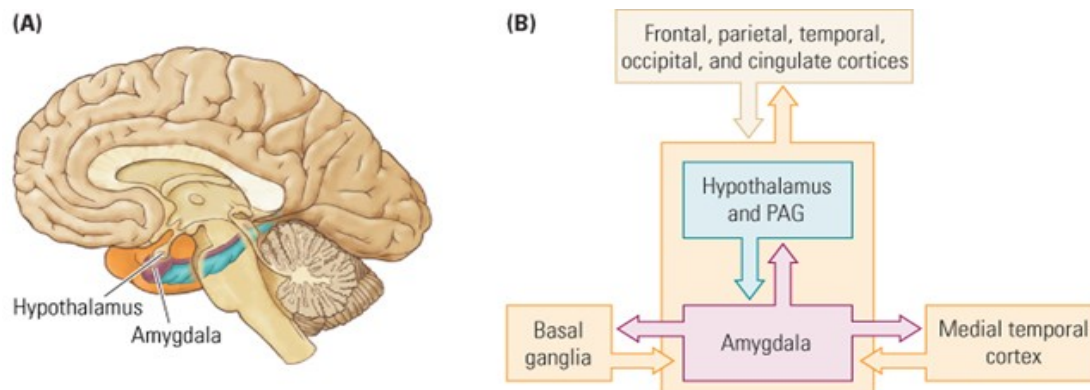 (A)
Hypothalamus
Amygdala
(B)
Frontal, parietal, temporal,
occipital, and cingulate cortices
Hypothalamus
and PAG
Basal
ganglia
Amygdala
Medial temporal
cortex